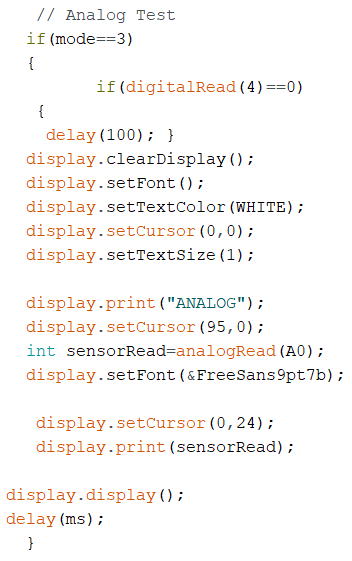 // Analog Test
if(mode==3)
{
if(digitalRead(4)==0)
{
delay(100); }
display.clearDisplay();
display.setFont();
display.setTextColor(WHITE);
display.setCursor(0,0);
display.setTextSize(1);
display.print("ANALOG");
display.setCursor(95,0);
int sensorRead=analogRead(A0);
display.setFont(&FreeSans9pt7b);
display.setCursor(0,24);
display.print(sensorRead);
display.display();
delay(ms);
}